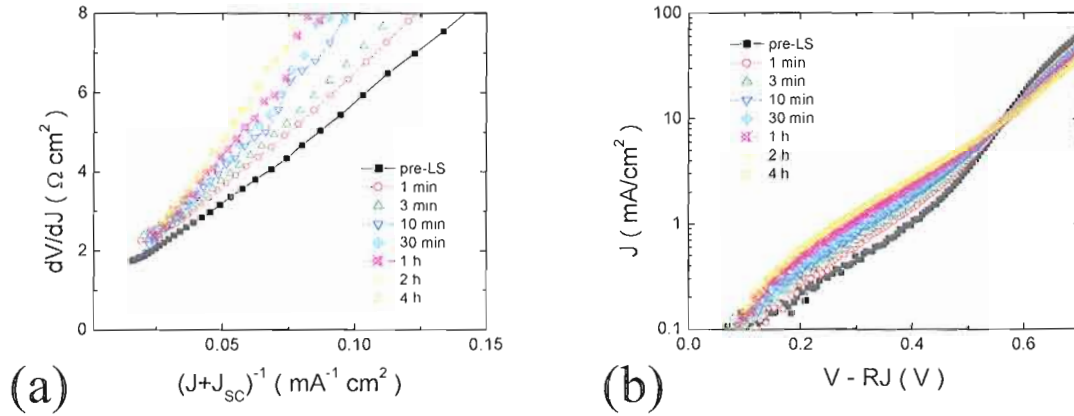 8
6
4
2
0
dV/dJ ( Ω cm²)
pre-LS
1 min
3 min
10 min
30 min
1 h
2 h
4 h
0.05 0.10 0.15
(J+J_SC)⁻¹ ( mA⁻¹ cm²)
(a)
100
10
1
0.1
J ( mA/cm²)
pre-LS
1 min
3 min
10 min
30 min
1 h
2 h
4 h
0.0 0.2 0.4 0.6
V - RJ ( V )
(b)